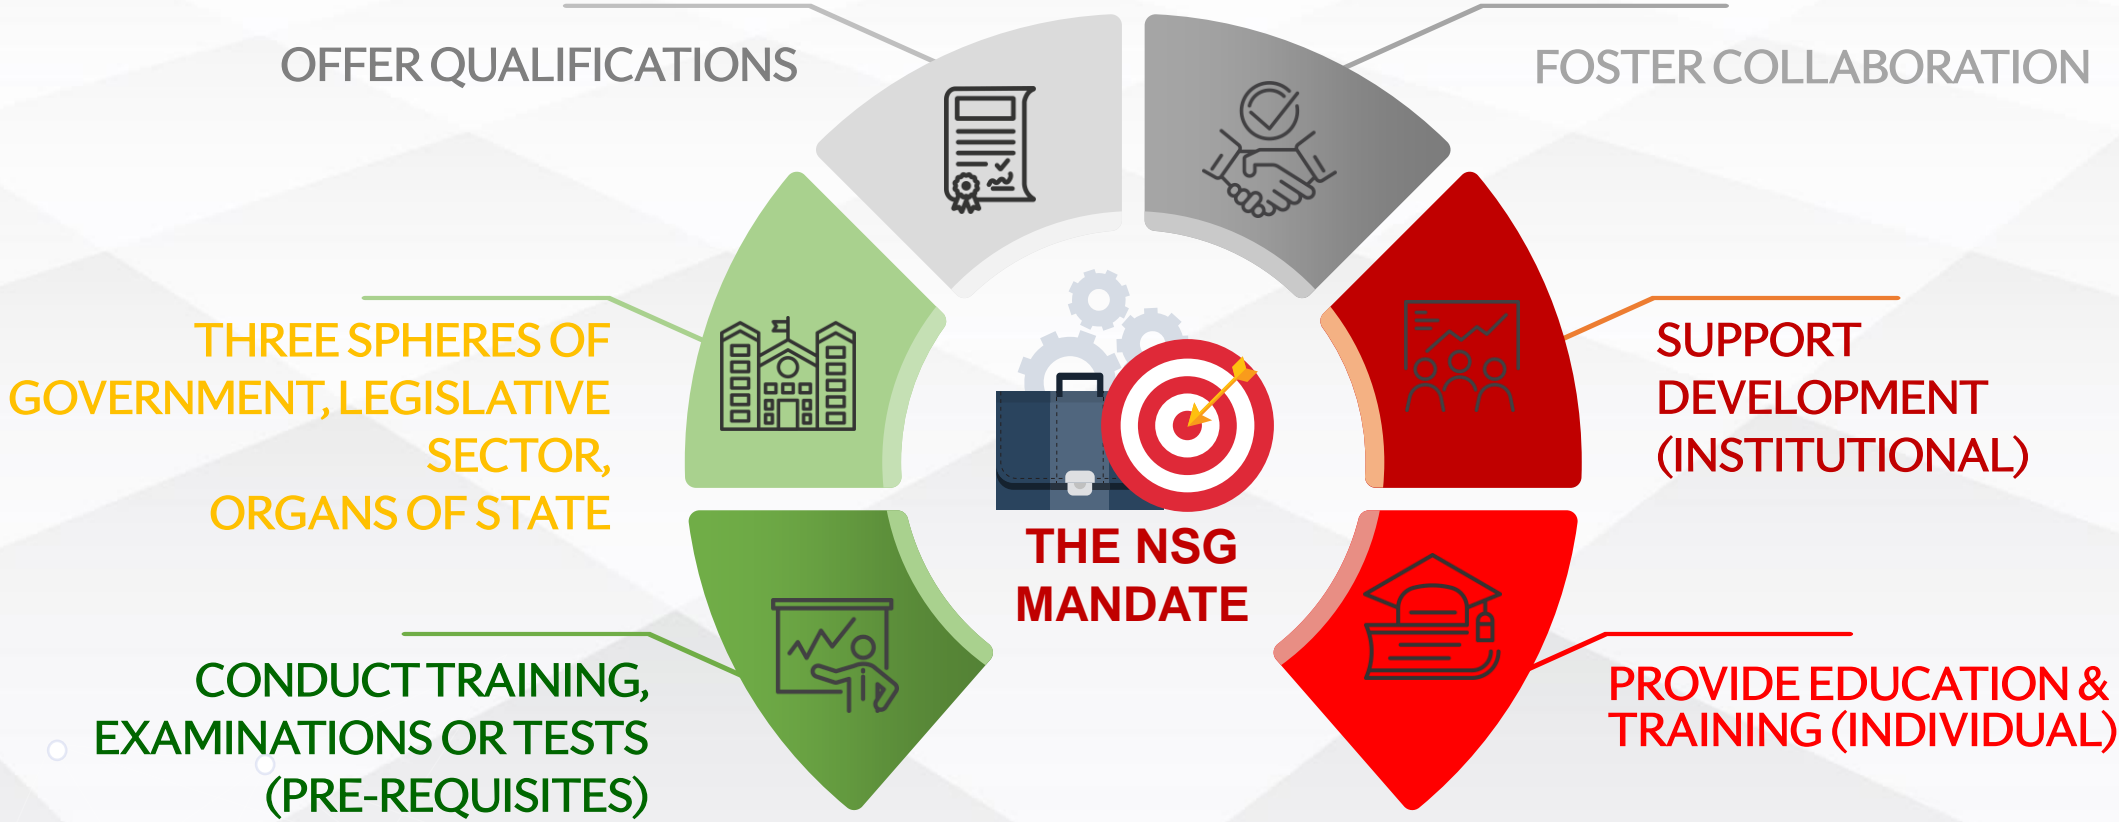 OFFER QUALIFICATIONS
FOSTER COLLABORATION
THREE SPHERES OF
GOVERNMENT, LEGISLATIVE
SECTOR,
ORGANS OF STATE
SUPPORT
DEVELOPMENT
(INSTITUTIONAL)
THE NSG
MANDATE
CONDUCT TRAINING,
EXAMINATIONS OR TESTS
(PRE-REQUISITES)
PROVIDE EDUCATION &
TRAINING (INDIVIDUAL)